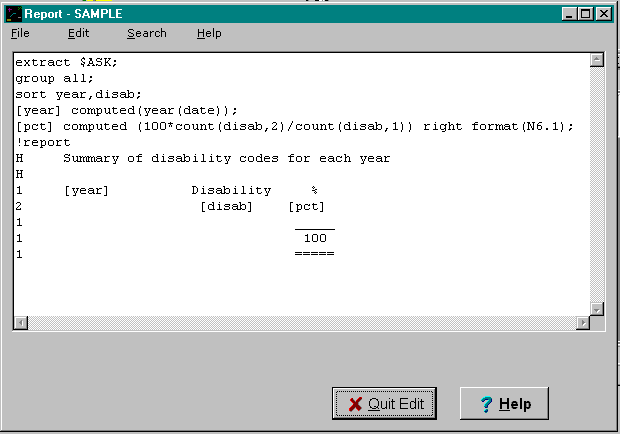 Report - SAMPLE
File Edit Search Help
extract $ASK;
group all;
sort year,disab;
[year] computed(year(date));
[pct] computed (100*count(disab,2)/count(disab,1)) right format(N6.1);
!report
H     Summary of disability codes for each year
H
1     [year]          Disability     %
2                      [disab]    [pct]
1                                  _____
1                                   100
1                                  =====
Quit Edit Help